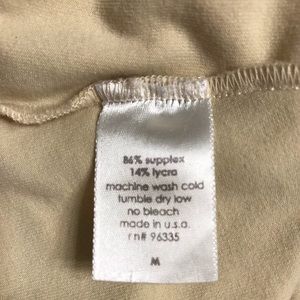 86% supplex
14% lycra
machine wash cold
tumble dry low
no bleach
made in u.s.a.
rn# 96335
M